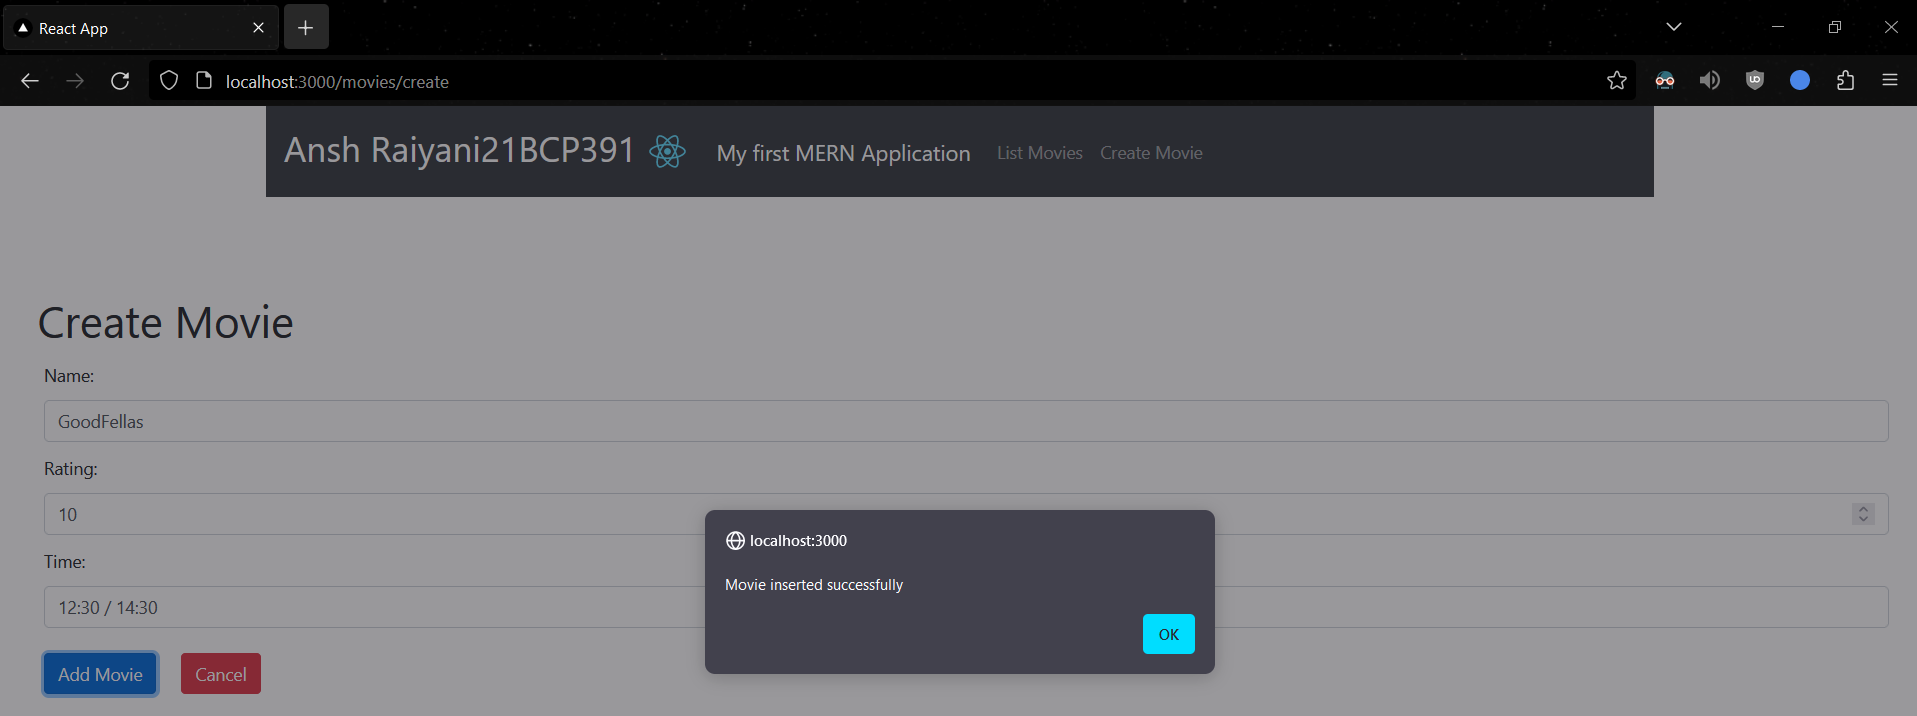 React App
localhost:3000/movies/create
Ansh Raiyani21BCP391 My first MERN Application List Movies Create Movie
Create Movie
Name:
GoodFellas
Rating:
10
Time:
12:30 / 14:30
Add Movie Cancel
localhost:3000
Movie inserted successfully
OK